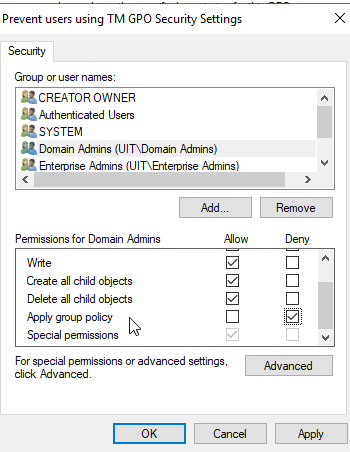 Prevent users using TM GPO Security Settings
Security
Group or user names:
CREATOR OWNER
Authenticated Users
SYSTEM
Domain Admins (UIT\Domain Admins)
Enterprise Admins (UIT\Enterprise Admins)
Add...
Remove
Permissions for Domain Admins
Allow
Deny
Write
Create all child objects
Delete all child objects
Apply group policy
Special permissions
For special permissions or advanced settings,
click Advanced.
Advanced
OK
Cancel
Apply